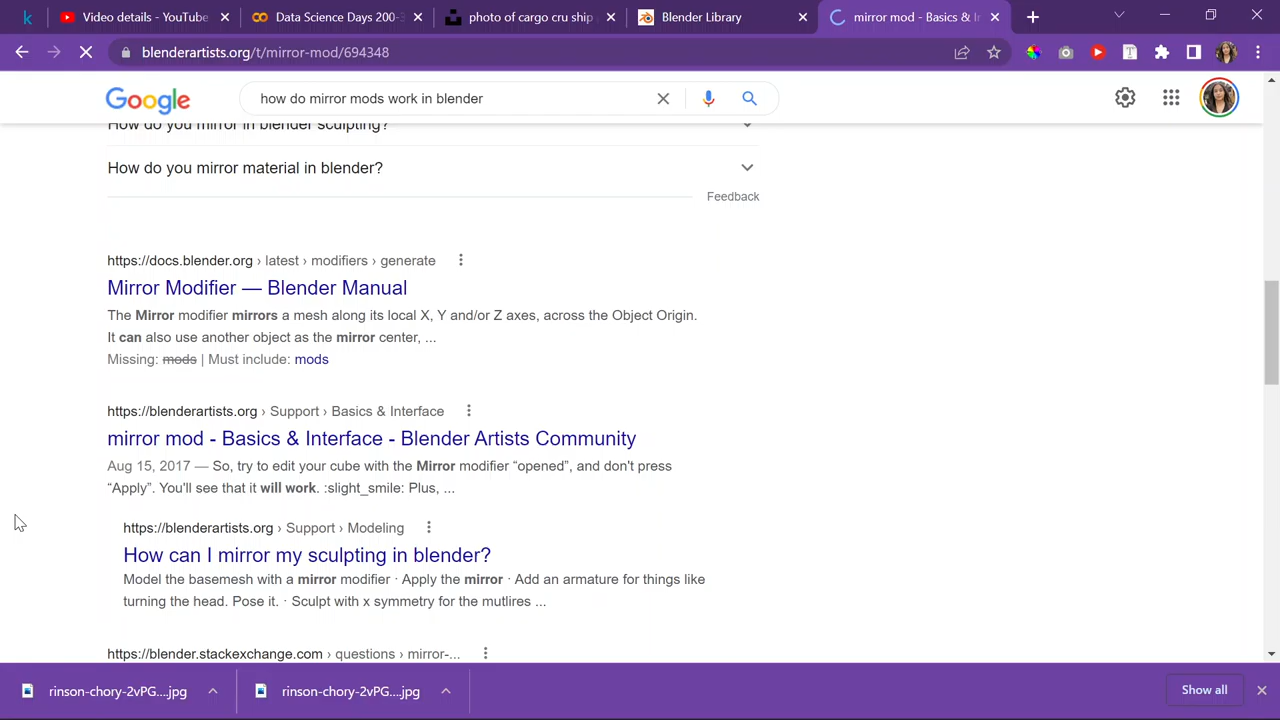 k
Video details - YouTube
Data Science Days 200-
photo of cargo cru ship
Blender Library
mirror mod - Basics & I
blenderartists.org/t/mirror-mod/694348
Google
how do mirror mods work in blender
How do you mirror in blender sculpting?
How do you mirror material in blender?
Feedback
https://docs.blender.org › latest › modifiers › generate
Mirror Modifier — Blender Manual
The Mirror modifier mirrors a mesh along its local X, Y and/or Z axes, across the Object Origin.
It can also use another object as the mirror center, ...
Missing: mods | Must include: mods
https://blenderartists.org › Support › Basics & Interface
mirror mod - Basics & Interface - Blender Artists Community
Aug 15, 2017 — So, try to edit your cube with the Mirror modifier “opened”, and don't press
“Apply”. You'll see that it will work. :slight_smile: Plus, ...
https://blenderartists.org › Support › Modeling
How can I mirror my sculpting in blender?
Model the basemesh with a mirror modifier · Apply the mirror · Add an armature for things like
turning the head. Pose it. · Sculpt with x symmetry for the mutlires ...
https://blender.stackexchange.com › questions › mirror-...
rinson-chory-2vPG....jpg
rinson-chory-2vPG....jpg
Show all